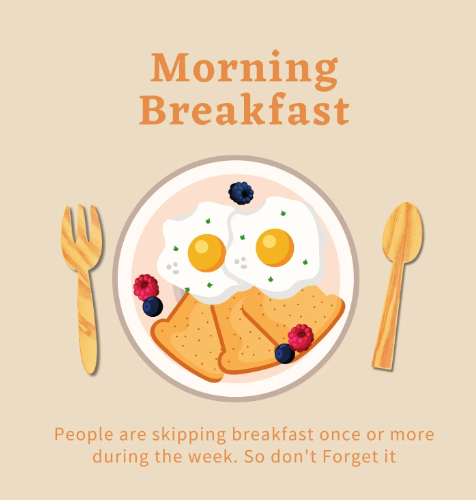 Morning
Breakfast
People are skipping breakfast once or more
during the week. So don't Forget it